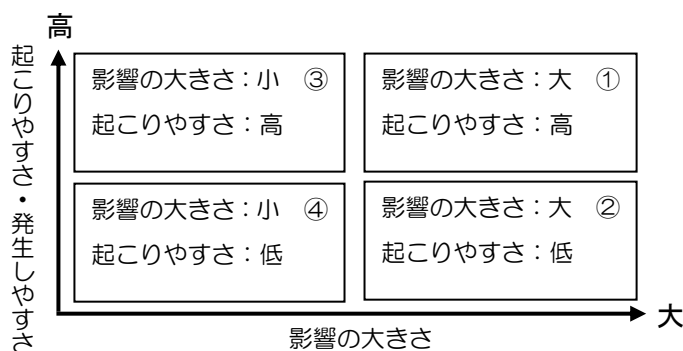 高
起こりやすさ・発生しやすさ
影響の大きさ：小　③
起こりやすさ：高
影響の大きさ：大　①
起こりやすさ：高
影響の大きさ：小　④
起こりやすさ：低
影響の大きさ：大　②
起こりやすさ：低
大
影響の大きさ